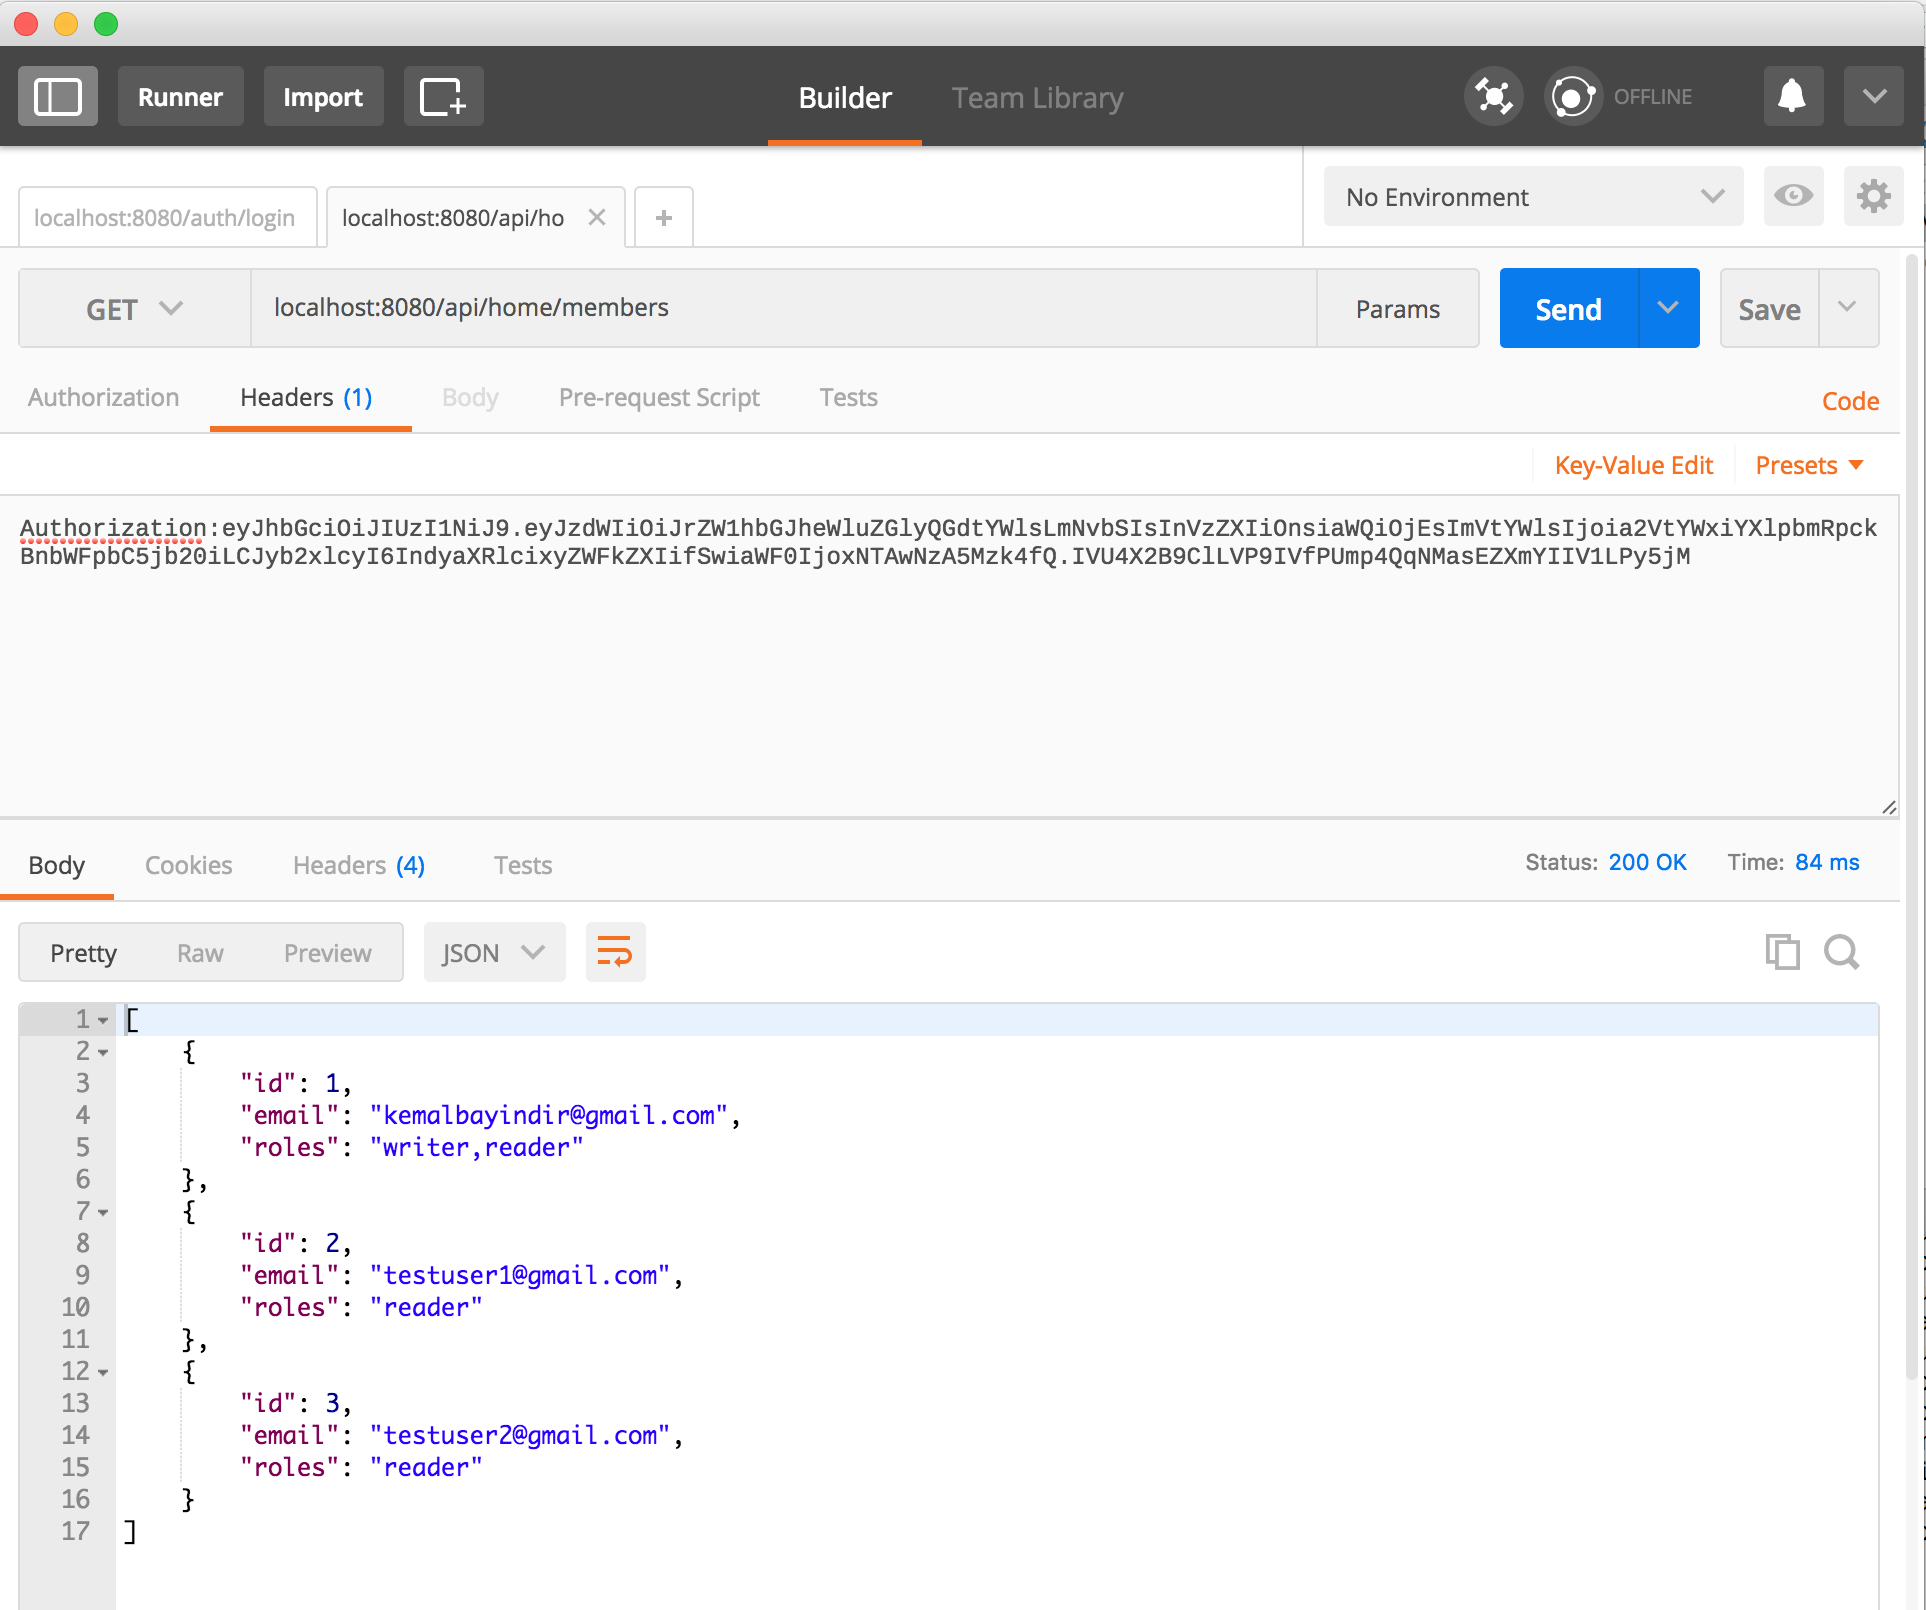 Runner Import Builder Team Library OFFLINE
localhost:8080/auth/login localhost:8080/api/ho No Environment
GET localhost:8080/api/home/members Params Send Save
Authorization Headers (1) Body Pre-request Script Tests Code
Key-Value Edit Presets
Authorization:eyJhbGciOiJIUzI1NiJ9.eyJzdWIiOiJrZW1hbGJheWluZGlyQGdtYWlsLmNvbSIsInVzZXIiOnsiaWQiOjEsImVtYWlsIjoia2VtYWxiYXlpbmRpck
BnbWFpbC5jb20iLCJyb2xlcyI6IndyaXRlcixyZWFkZXIifSwiaWF0IjoxNTAwNzA5Mzk4fQ.IVU4X2B9ClLVP9IVfPUmp4QqNMasEZXmYIIV1LPy5jM
Body Cookies Headers (4) Tests Status: 200 OK Time: 84 ms
Pretty Raw Preview JSON
1 [
2 {
3 "id": 1,
4 "email": "kemalbayindir@gmail.com",
5 "roles": "writer,reader"
6 },
7 {
8 "id": 2,
9 "email": "testuser1@gmail.com",
10 "roles": "reader"
11 },
12 {
13 "id": 3,
14 "email": "testuser2@gmail.com",
15 "roles": "reader"
16 }
17 ]